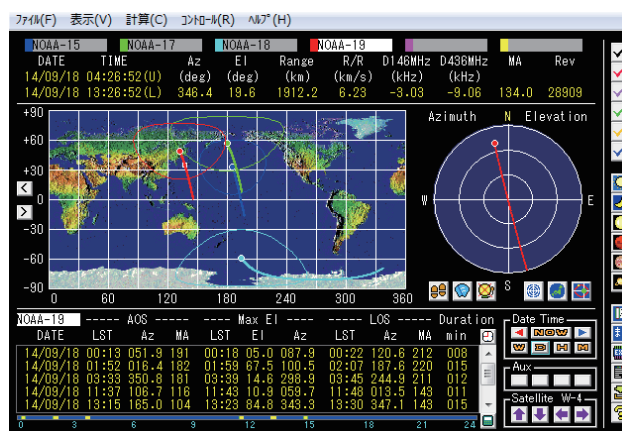 ﾌｧｲﾙ(F) 表示(V) 計算(C) ｺﾝﾄﾛｰﾙ(R) ﾍﾙﾌﾟ(H)
NOAA-15 NOAA-17 NOAA-18 NOAA-19
DATE TIME Az El Range R/R D146MHz D436MHz MA Rev
14/09/18 04:26:52(U) (deg) (deg) (km) (km/s) (kHz) (kHz)
14/09/18 13:26:52(L) 346.4 19.6 1912.2 6.23 -3.03 -9.06 134.0 28909
+90 Azimuth N Elevation
+60
+30
< 0 W E
>
-30
-60
-90 S
0 60 120 180 240 300 360
NOAA-19 ----- AOS ----- ---- Max El ---- ----- LOS ----- Duration
DATE LST Az MA LST El Az LST Az MA min
14/09/18 00:13 051.9 191 00:18 05.0 087.9 00:22 120.6 212 008
14/09/18 01:52 016.4 182 01:59 67.5 100.5 02:07 187.6 220 015
14/09/18 03:33 350.8 181 03:39 14.6 298.9 03:45 244.9 211 012
14/09/18 11:37 106.7 116 11:43 10.9 059.7 11:48 013.5 143 011
14/09/18 13:15 165.0 104 13:23 84.8 343.3 13:30 347.1 143 015
0 3 6 9 12 15 18 21 24
Date Time
NOW
W D H M
Aux
Satellite W-4